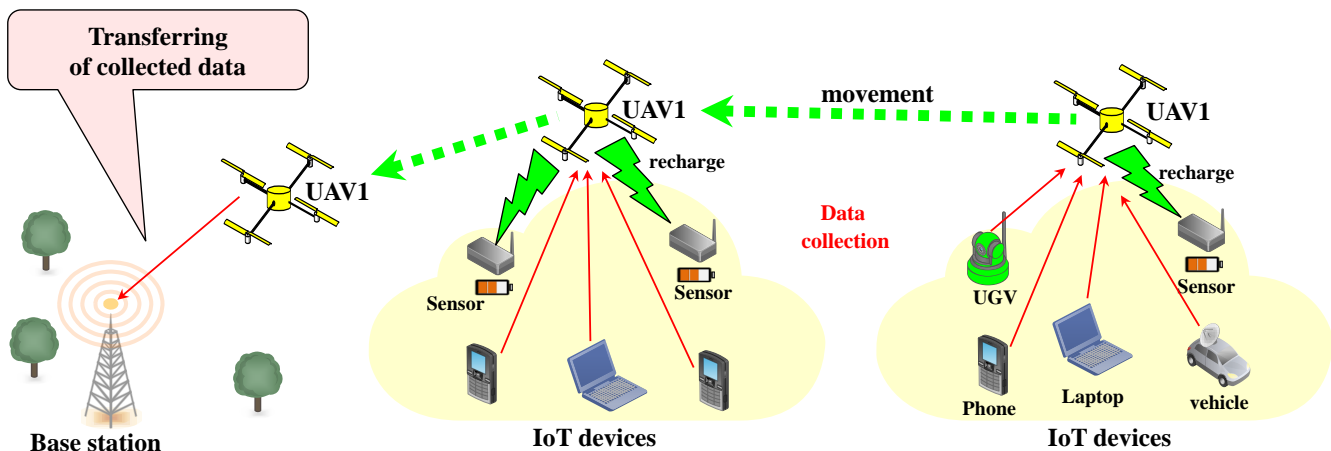 Transferring
of collected data
UAV1
Base station
UAV1
recharge
Sensor
Sensor
IoT devices
movement
Data
collection
UAV1
recharge
UGV
Sensor
Phone
Laptop
vehicle
IoT devices